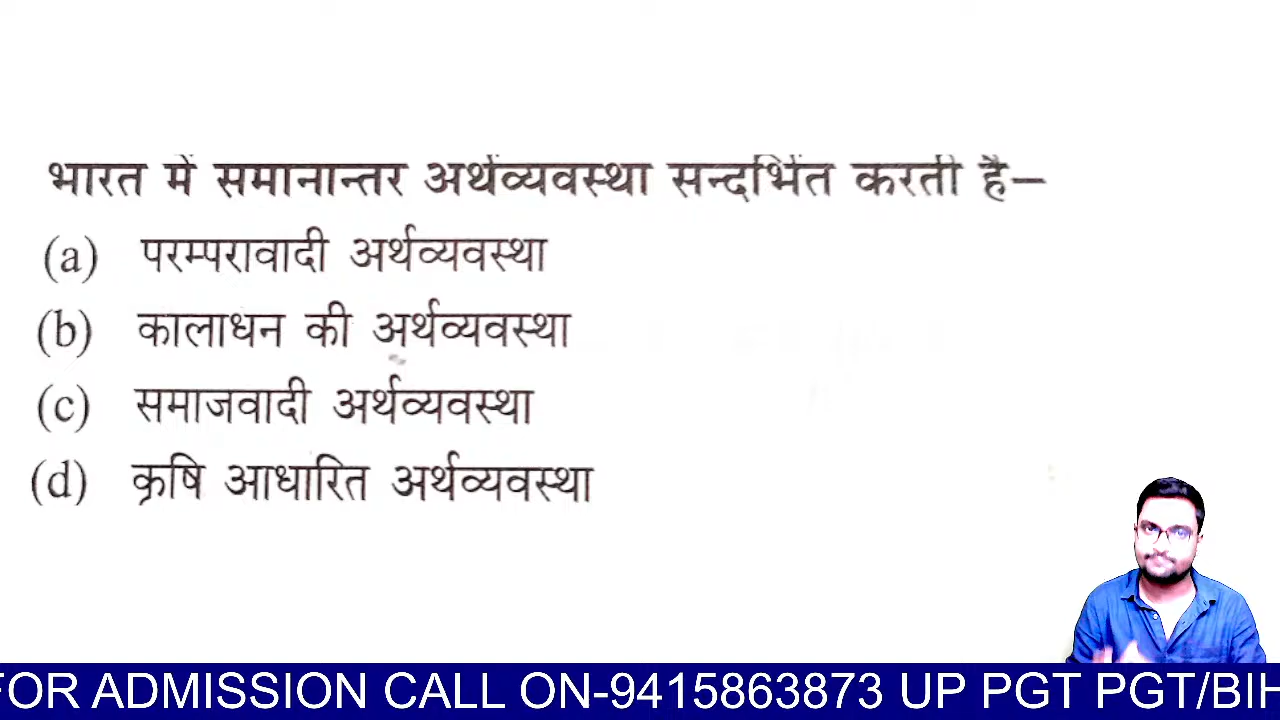 भारत में समानान्तर अर्थव्यवस्था सन्दर्भित करती है—
(a) परम्परावादी अर्थव्यवस्था
(b) कालाधन की अर्थव्यवस्था
(c) समाजवादी अर्थव्यवस्था
(d) कृषि आधारित अर्थव्यवस्था
FOR ADMISSION CALL ON-9415863873 UP PGT PGT/BIH